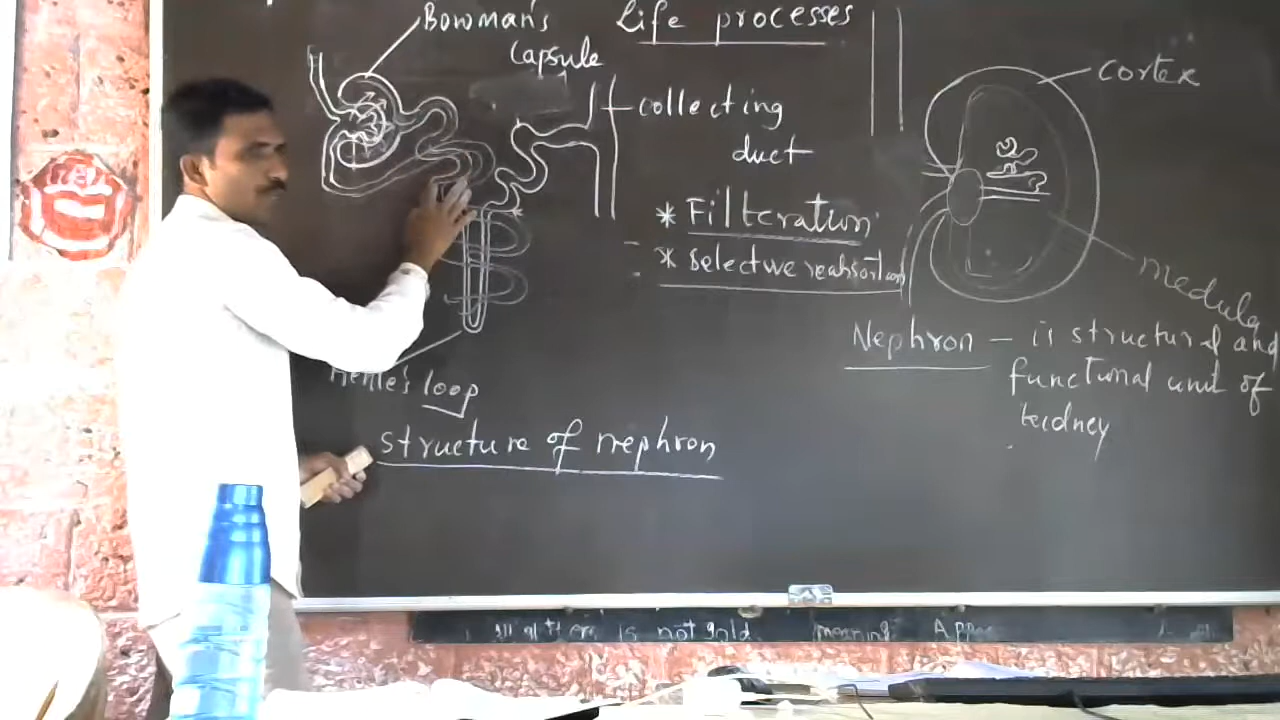 Life processes
Bowman's
Capsule
collecting
duct
* Filteration
* Selective reabsortion
Henle's loop
structure of nephron
cortex
medula
Nephron – is structural and
functional unit of
kidney
is not gold. meaning